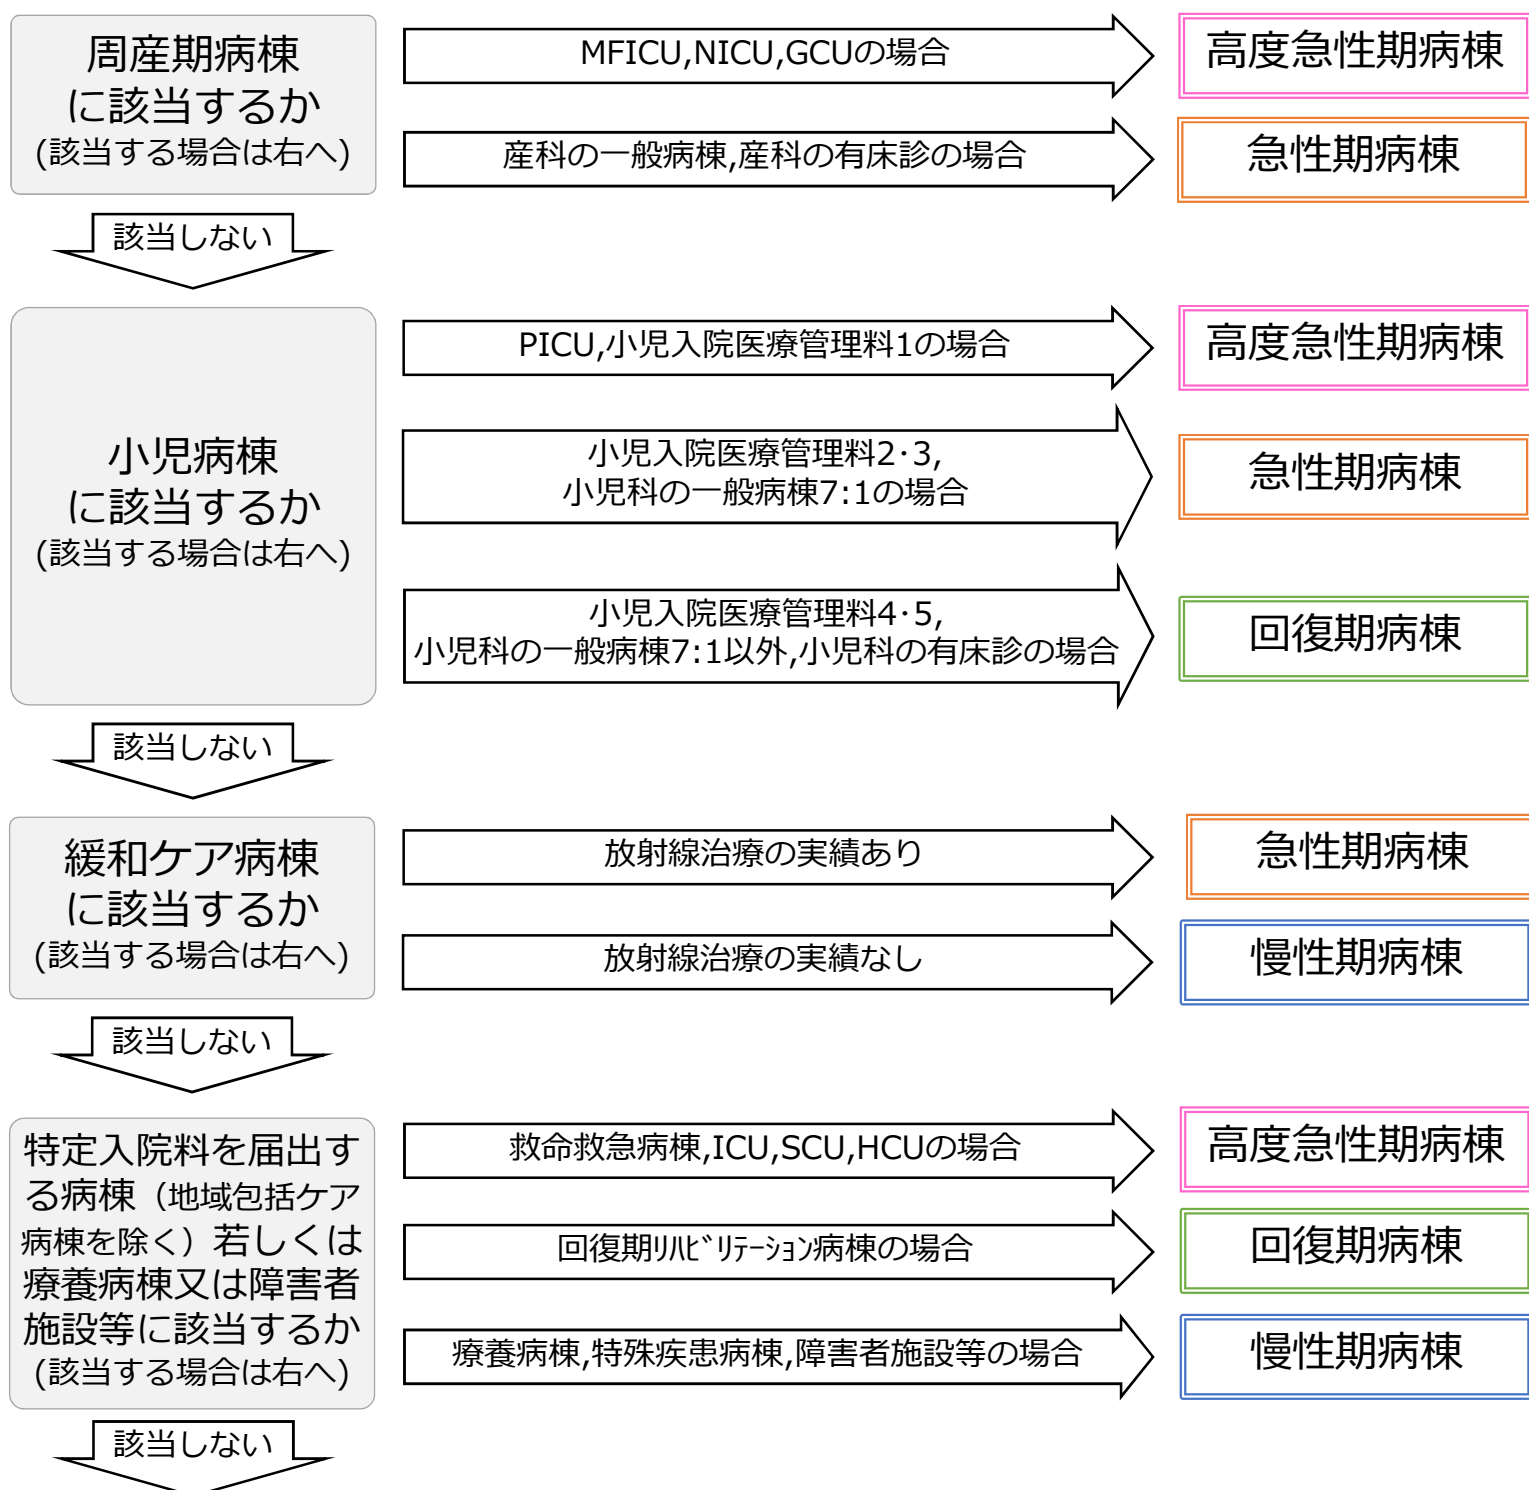 周産期病棟
に該当するか
(該当する場合は右へ)
MFICU,NICU,GCUの場合
高度急性期病棟
産科の一般病棟,産科の有床診の場合
急性期病棟
該当しない
小児病棟
に該当するか
(該当する場合は右へ)
PICU,小児入院医療管理料1の場合
高度急性期病棟
小児入院医療管理料2･3,
小児科の一般病棟7:1の場合
急性期病棟
小児入院医療管理料4･5,
小児科の一般病棟7:1以外,小児科の有床診の場合
回復期病棟
該当しない
緩和ケア病棟
に該当するか
(該当する場合は右へ)
放射線治療の実績あり
急性期病棟
放射線治療の実績なし
慢性期病棟
該当しない
特定入院料を届出す
る病棟（地域包括ケア
病棟を除く）若しくは
療養病棟又は障害者
施設等に該当するか
(該当する場合は右へ)
救命救急病棟,ICU,SCU,HCUの場合
高度急性期病棟
回復期ﾘﾊﾋﾞﾘﾃｰｼｮﾝ病棟の場合
回復期病棟
療養病棟,特殊疾患病棟,障害者施設等の場合
慢性期病棟
該当しない